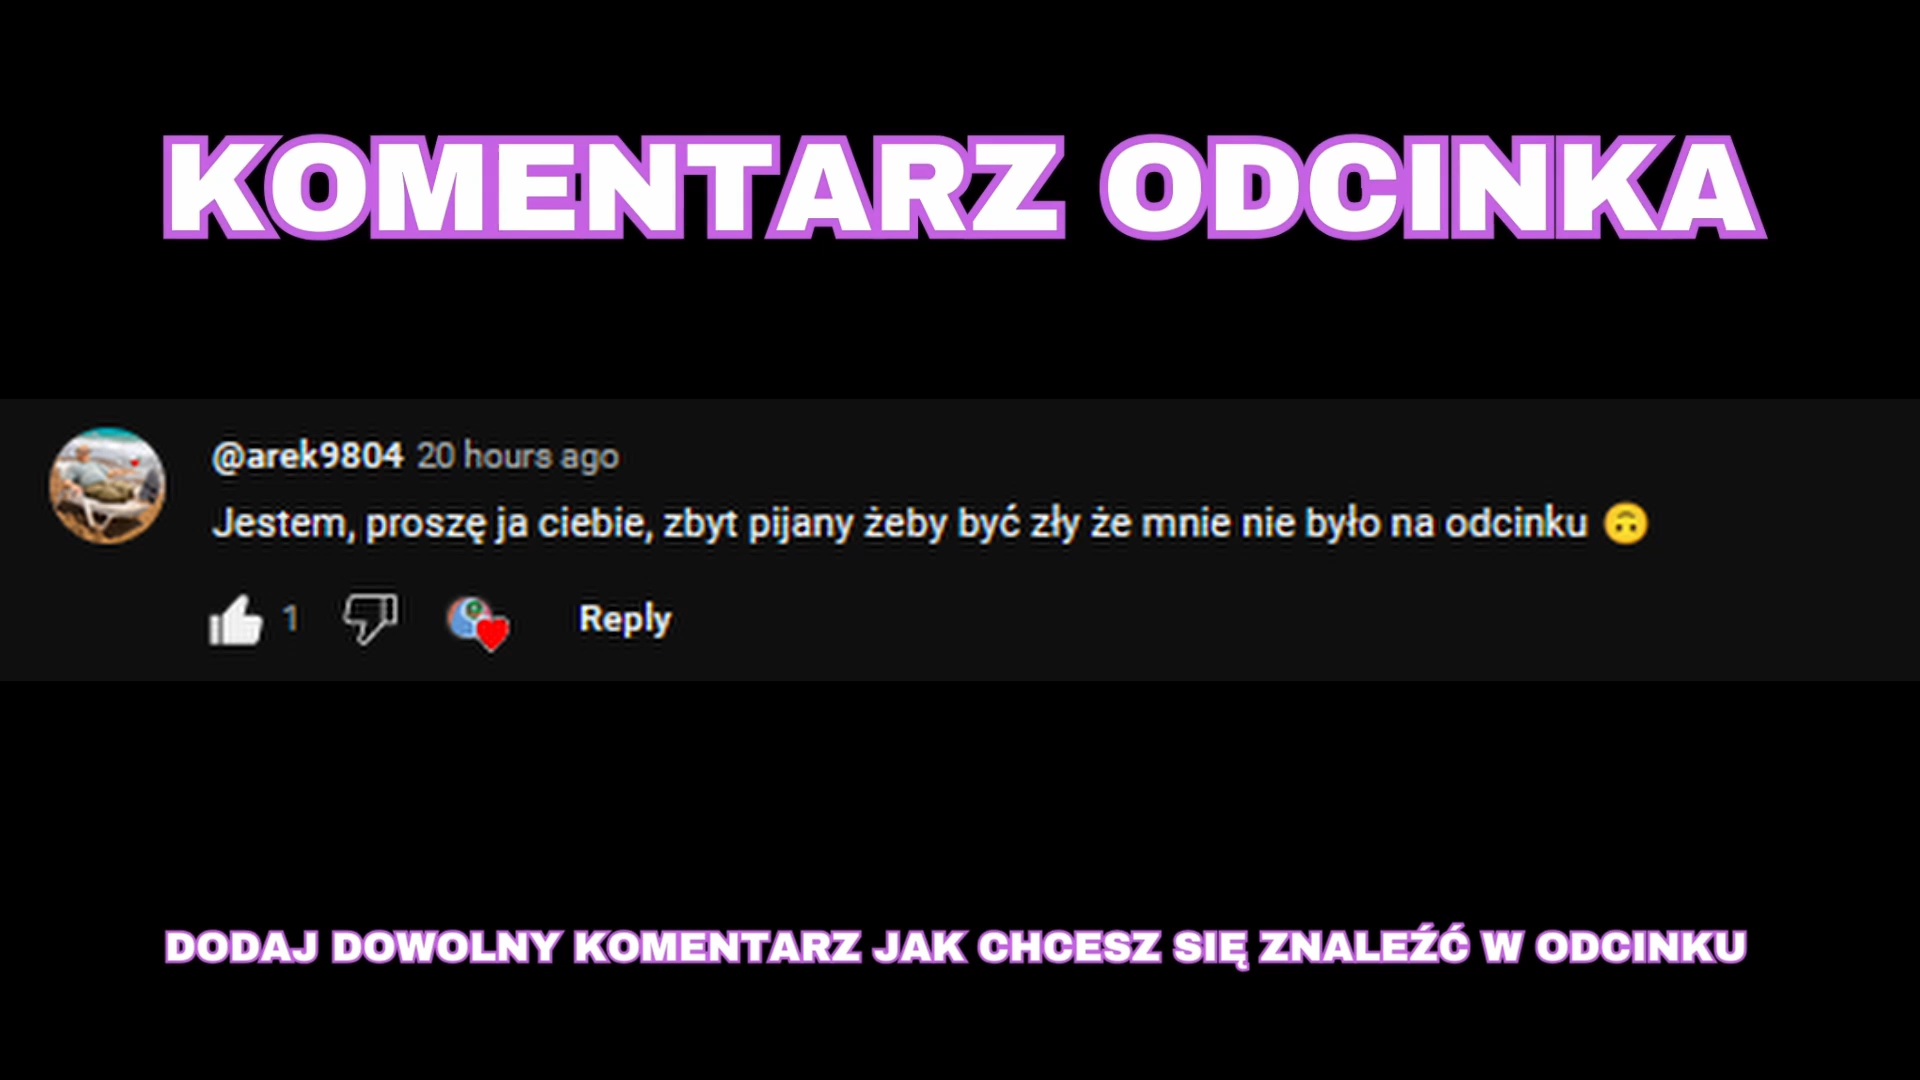 KOMENTARZ ODCINKA
@arek9804 20 hours ago
Jestem, proszę ja ciebie, zbyt pijany żeby być zły że mnie nie było na odcinku 🙃
1 Reply
DODAJ DOWOLNY KOMENTARZ JAK CHCESZ SIĘ ZNALEŹĆ W ODCINKU